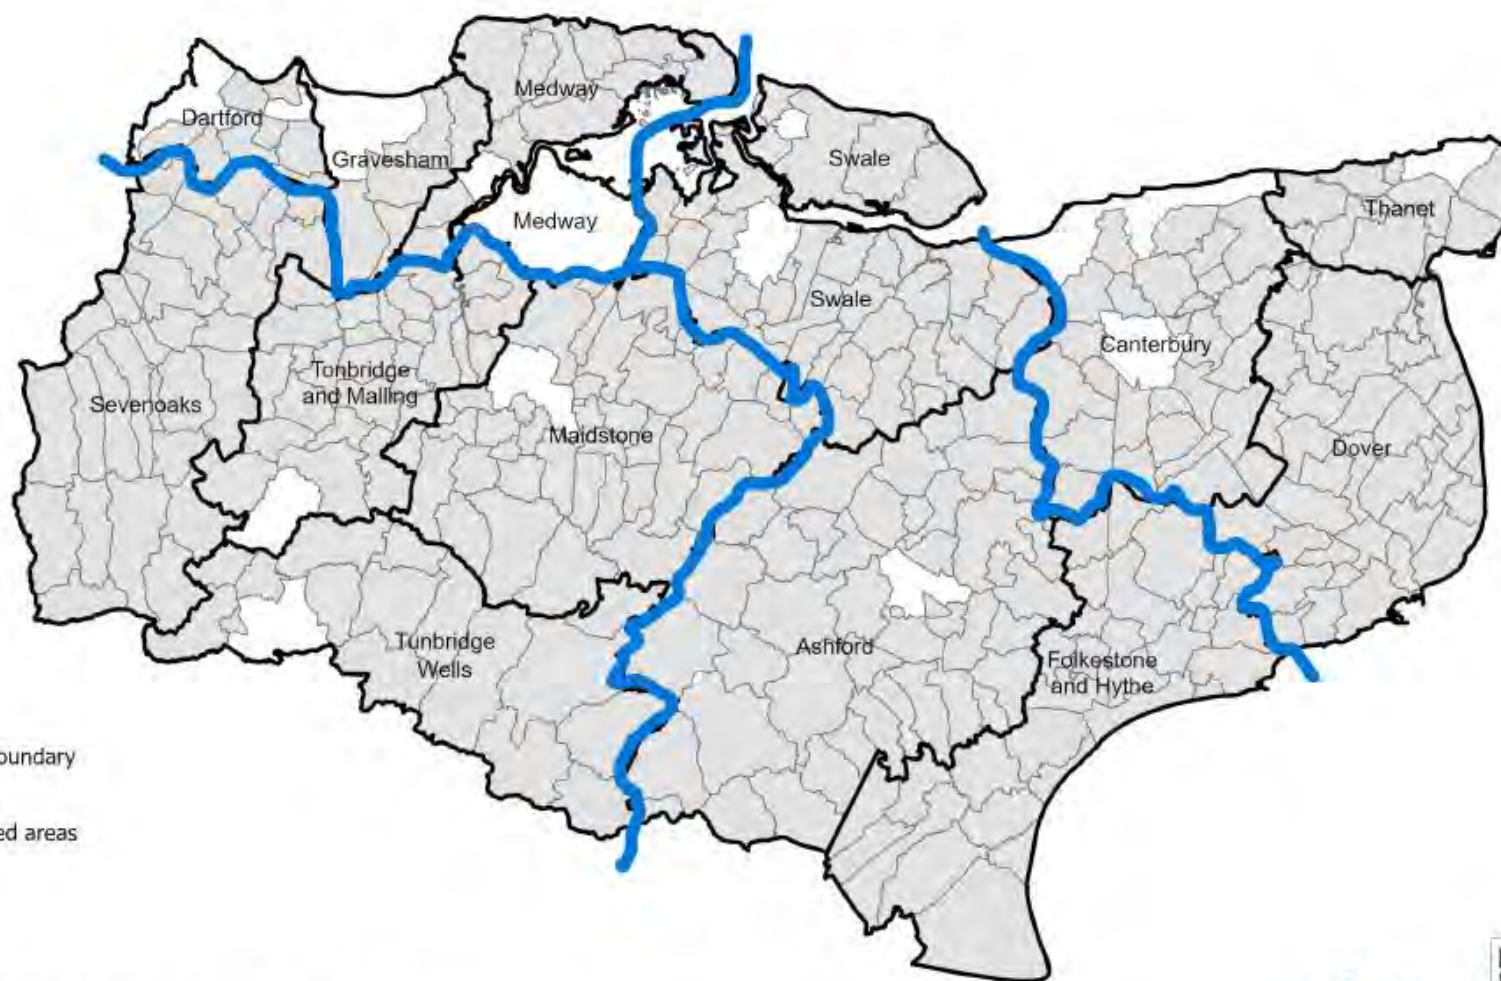 Medway
Dartford
Gravesham
Swale
Thanet
Medway
Swale
Canterbury
Tonbridge
and Malling
Sevenoaks
Maidstone
Dover
Tunbridge
Wells
Ashford
Folkestone
and Hythe
oundary
ed areas